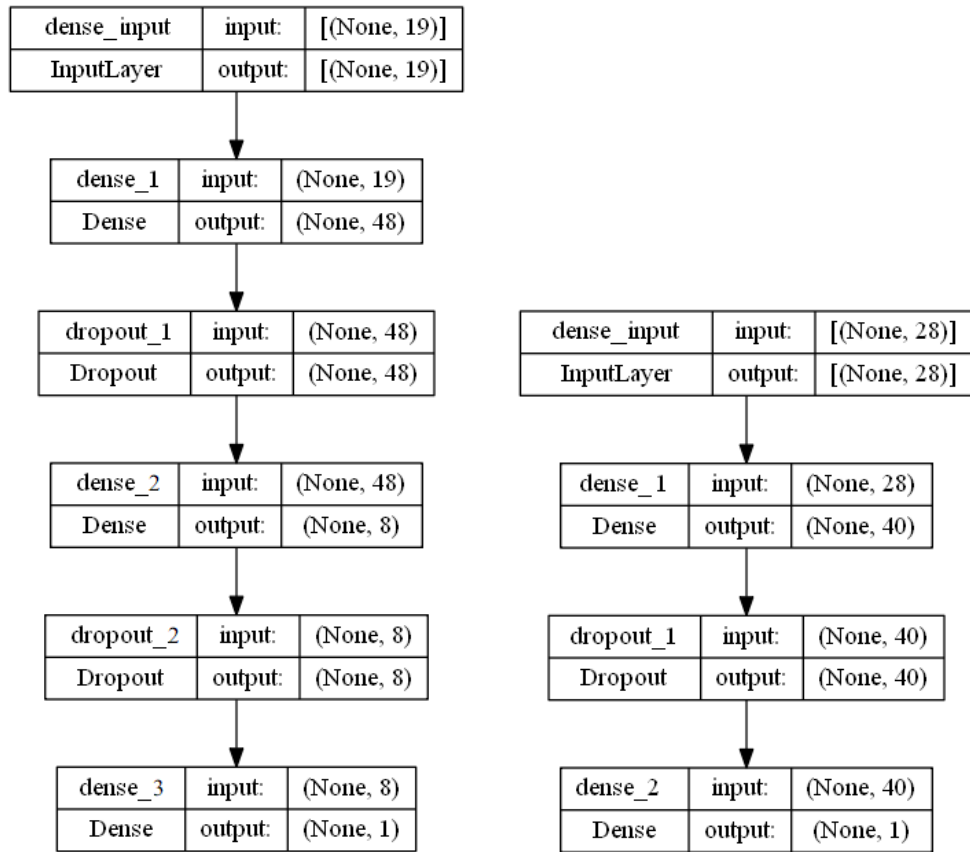 dense_input input: [(None, 19)]
InputLayer output: [(None, 19)]
dense_1 input: (None, 19)
Dense output: (None, 48)
dropout_1 input: (None, 48)
Dropout output: (None, 48)
dense_2 input: (None, 48)
Dense output: (None, 8)
dropout_2 input: (None, 8)
Dropout output: (None, 8)
dense_3 input: (None, 8)
Dense output: (None, 1)
dense_input input: [(None, 28)]
InputLayer output: [(None, 28)]
dense_1 input: (None, 28)
Dense output: (None, 40)
dropout_1 input: (None, 40)
Dropout output: (None, 40)
dense_2 input: (None, 40)
Dense output: (None, 1)